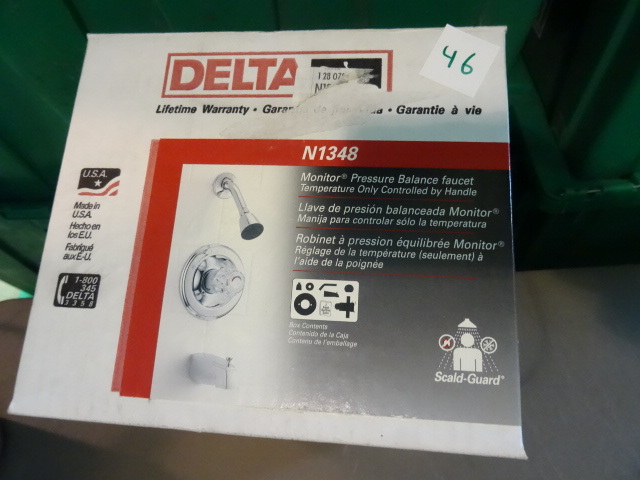 DELTA
46
Lifetime Warranty • Garantie à vie
N1348
Monitor® Pressure Balance faucet
Temperature Only Controlled by Handle
Llave de presión balanceada Monitor®
Manija para controlar sólo la temperatura
Robinet à pression équilibrée Monitor®
Réglage de la température (seulement) à
l'aide de la poignée
Box Contents
Contenido de la Caja
Contenu de l'emballage
Scald-Guard®
U.S.A.
Made in
U.S.A.
Hecho en
los E.U.
Fabriqué
aux E.-U.
1-800
345
DELTA
3358